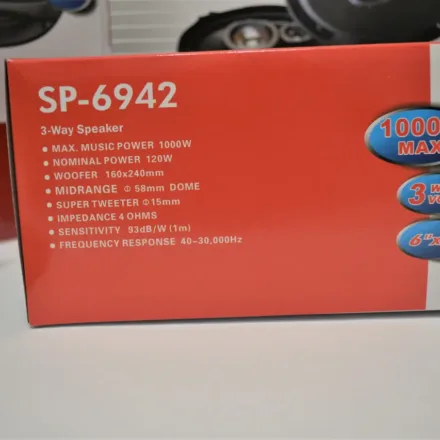 SP-6942
3-Way Speaker
● MAX. MUSIC POWER 1000W
● NOMINAL POWER 120W
● WOOFER 160x240mm
● MIDRANGE Φ58mm DOME
SUPER TWEETER Φ15mm
● IMPEDANCE 4 OHMS
● SENSITIVITY 93dB/W (1m)
● FREQUENCY RESPONSE 40~30,000Hz
1000
MAX
3
6"x